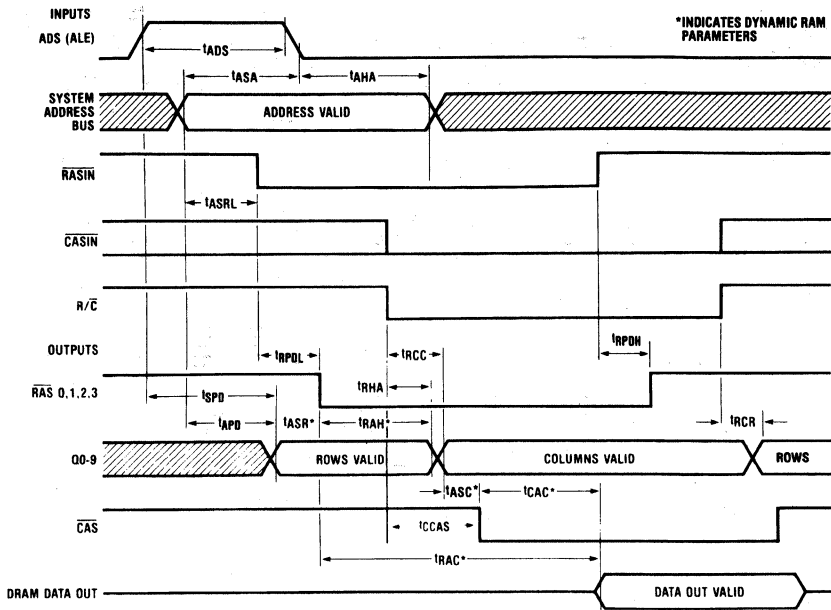 INPUTS
ADS (ALE)
*INDICATES DYNAMIC RAM
PARAMETERS
tADS
tASA
tAHA
SYSTEM
ADDRESS
BUS
ADDRESS VALID
RASIN
tASRL
CASIN
R/C
OUTPUTS
tRPDL
tRCC
tRPDH
RAS 0,1,2,3
tSPD
tRHA
tRCR
tAPD
tASR*
tRAH*
Q0-9
ROWS VALID
COLUMNS VALID
ROWS
tASC*
tCAC*
CAS
tCCAS
tRAC*
DRAM DATA OUT
DATA OUT VALID